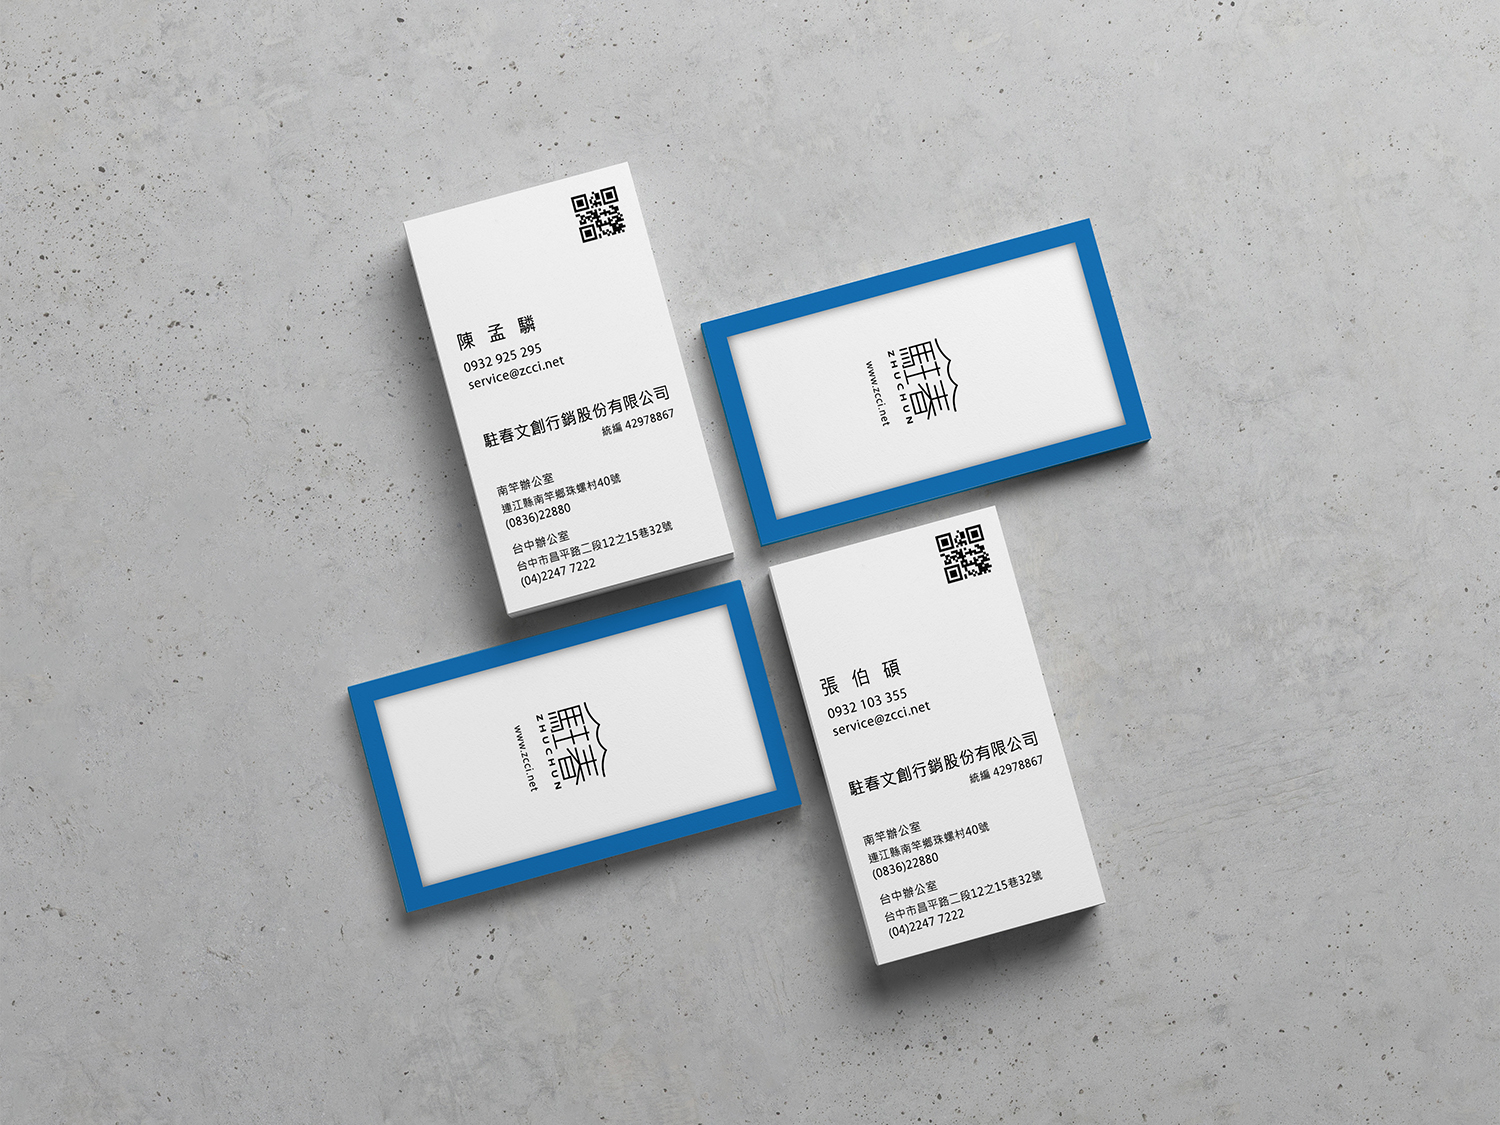 陳孟驎
0932 925 295
service@zcci.net
駐春文創行銷股份有限公司
統編 42978867
南竿辦公室
連江縣南竿鄉珠螺村40號
(0836)22880
台中辦公室
台中市昌平路二段12之15巷32號
(04)2247 7222
駐春
ZHUCHUN
www.zcci.net
駐春
ZHUCHUN
www.zcci.net
張伯碩
0932 103 355
service@zcci.net
駐春文創行銷股份有限公司
統編 42978867
南竿辦公室
連江縣南竿鄉珠螺村40號
(0836)22880
台中辦公室
台中市昌平路二段12之15巷32號
(04)2247 7222